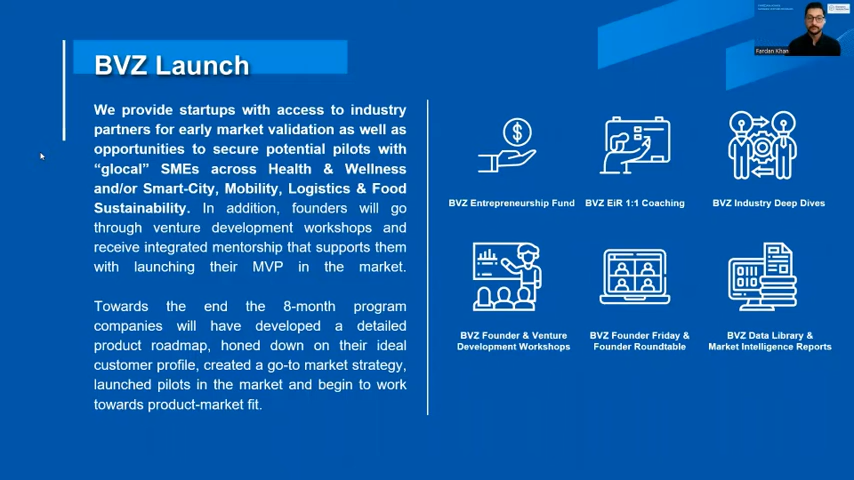 BVZ Launch
We provide startups with access to industry
partners for early market validation as well as
opportunities to secure potential pilots with
“glocal” SMEs across Health & Wellness
and/or Smart-City, Mobility, Logistics & Food
Sustainability. In addition, founders will go
through venture development workshops and
receive integrated mentorship that supports them
with launching their MVP in the market.
Towards the end the 8-month program
companies will have developed a detailed
product roadmap, honed down on their ideal
customer profile, created a go-to market strategy,
launched pilots in the market and begin to work
towards product-market fit.
BVZ Entrepreneurship Fund
BVZ EiR 1:1 Coaching
BVZ Industry Deep Dives
BVZ Founder & Venture
Development Workshops
BVZ Founder Friday &
Founder Roundtable
BVZ Data Library &
Market Intelligence Reports
Fardan Khan